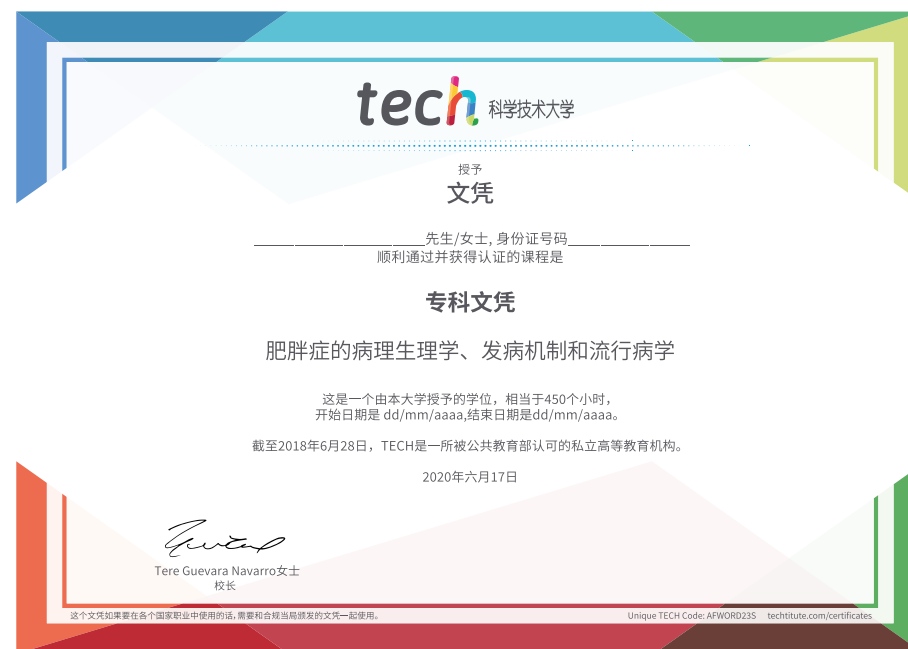 tech 科学技术大学
授予
文凭
____________________先生/女士, 身份证号码______________
顺利通过并获得认证的课程是
专科文凭
肥胖症的病理生理学、发病机制和流行病学
这是一个由本大学授予的学位，相当于450个小时，
开始日期是 dd/mm/aaaa,结束日期是dd/mm/aaaa。
截至2018年6月28日，TECH是一所被公共教育部认可的私立高等教育机构。
2020年六月17日
Tere Guevara Navarro女士
校长
这个文凭如果要在各个国家职业中使用的话,需要和合规当局颁发的文凭一起使用。
Unique TECH Code: AFWORD23S techtitute.com/certificates